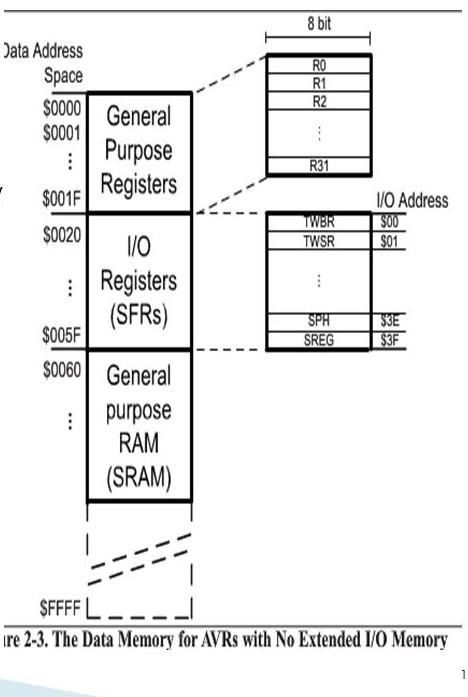 8 bit
Data Address
Space
$0000
$0001
⋮
$001F
General
Purpose
Registers
R0
R1
R2
⋮
R31
I/O Address
$0020
⋮
$005F
I/O
Registers
(SFRs)
TWBR $00
TWSR $01
⋮
SPH $3E
SREG $3F
$0060
⋮
General
purpose
RAM
(SRAM)
$FFFF
ure 2-3. The Data Memory for AVRs with No Extended I/O Memory
1